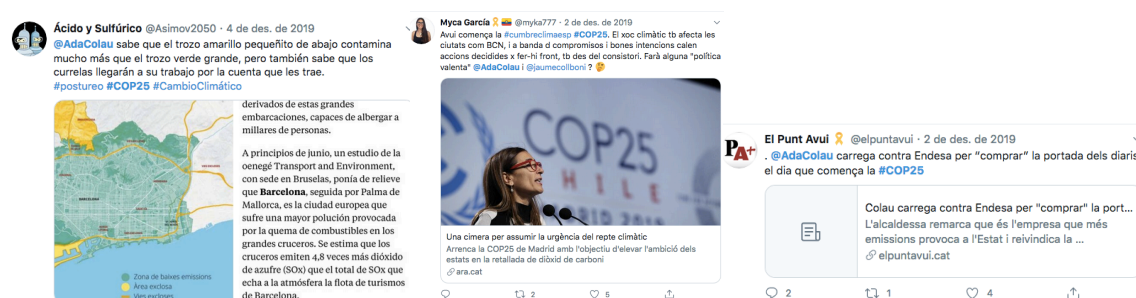 Ácido y Sulfúrico @Asimov2050 · 4 de des. de 2019
@AdaColau sabe que el trozo amarillo pequeñito de abajo contamina
mucho más que el trozo verde grande, pero también sabe que los
currelas llegarán a su trabajo por la cuenta que les trae.
#postureo #COP25 #CambioClimático
derivados de estas grandes
embarcaciones, capaces de albergar a
millares de personas.
A principios de junio, un estudio de la
oenegé Transport and Environment,
con sede en Bruselas, ponía de relieve
que Barcelona, seguida por Palma de
Mallorca, es la ciudad europea que
sufre una mayor polución provocada
por la quema de combustibles en los
grandes cruceros. Se estima que los
cruceros emiten 4,8 veces más dióxido
de azufre (SOx) que el total de SOx que
echa a la atmósfera la flota de turismos
de Barcelona.
BARCELONA
Zona de baixes emissions
Àrea exclosa
Vies excloses
Myca García @myka777 · 2 de des. de 2019
Avui comença la #cumbreclimaesp #COP25. El xoc climàtic tb afecta les
ciutats com BCN, i a banda d compromisos i bones intencions calen
accions decidides x fer-hi front, tb des del consistori. Farà alguna "política
valenta" @AdaColau i @jaumecollboni ?
COP25
CHILE
MADRID 2019
Una cimera per assumir la urgència del repte climàtic
Arrenca la COP25 de Madrid amb l'objectiu d'elevar l'ambició dels
estats en la retallada de diòxid de carboni
ara.cat
2
5
PA+
El Punt Avui @elpuntavui · 2 de des. de 2019
. @AdaColau carrega contra Endesa per “comprar” la portada dels diaris
el dia que comença la #COP25
Colau carrega contra Endesa per "comprar" la port...
L'alcaldessa remarca que és l'empresa que més
emissions provoca a l'Estat i reivindica la ...
elpuntavui.cat
2
1
4